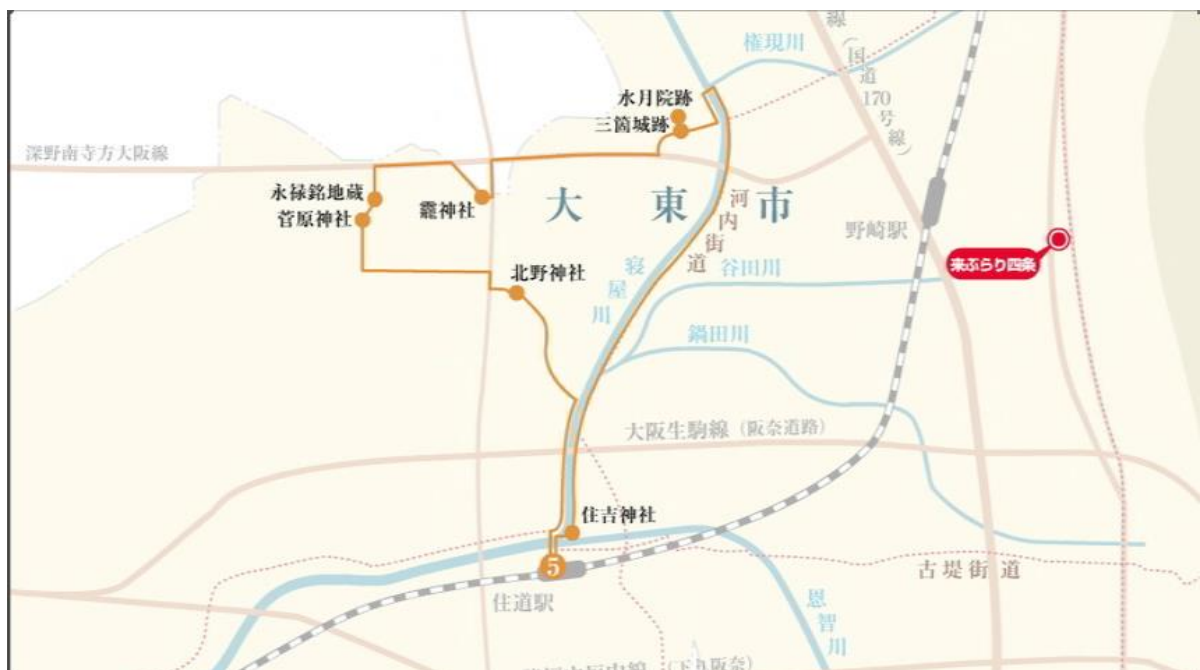 権現川
線(国道170号線)
水月院跡
三箇城跡
深野南寺方大阪線
永禄銘地蔵
菅原神社
龗神社
大東市
河内街道
野崎駅
来ぶらり四条
北野神社
寝屋川
谷田川
鍋田川
大阪生駒線(阪奈道路)
住吉神社
5
住道駅
古堤街道
恩智川